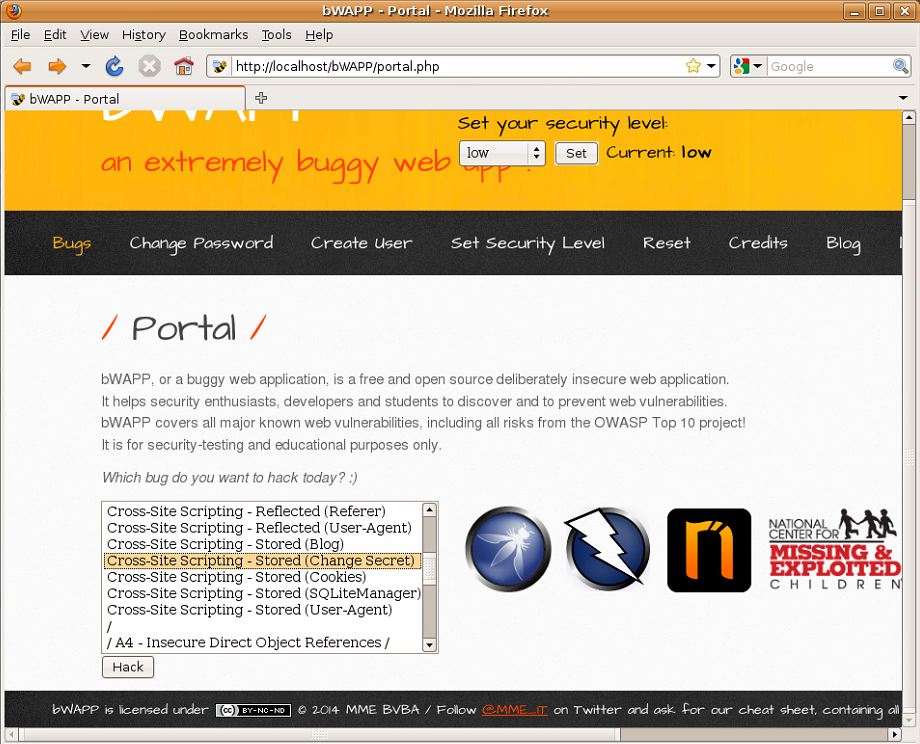 bWAPP - Portal - Mozilla Firefox
File Edit View History Bookmarks Tools Help
http://localhost/bWAPP/portal.php
Google
bWAPP - Portal
bWAPP
an extremely buggy web app !
Set your security level:
low
Set
Current: low
Bugs Change Password Create User Set Security Level Reset Credits Blog
/ Portal /
bWAPP, or a buggy web application, is a free and open source deliberately insecure web application.
It helps security enthusiasts, developers and students to discover and to prevent web vulnerabilities.
bWAPP covers all major known web vulnerabilities, including all risks from the OWASP Top 10 project!
It is for security-testing and educational purposes only.
Which bug do you want to hack today? :)
Cross-Site Scripting - Reflected (Referer)
Cross-Site Scripting - Reflected (User-Agent)
Cross-Site Scripting - Stored (Blog)
Cross-Site Scripting - Stored (Change Secret)
Cross-Site Scripting - Stored (Cookies)
Cross-Site Scripting - Stored (SQLiteManager)
Cross-Site Scripting - Stored (User-Agent)
/
/ A4 - Insecure Direct Object References /
Hack
n
NATIONAL
CENTER FOR
MISSING &
EXPLOITED
CHILDREN
bWAPP is licensed under (cc) BY-NC-ND © 2014 MME BVBA / Follow @MME_IT on Twitter and ask for our cheat sheet, containing all